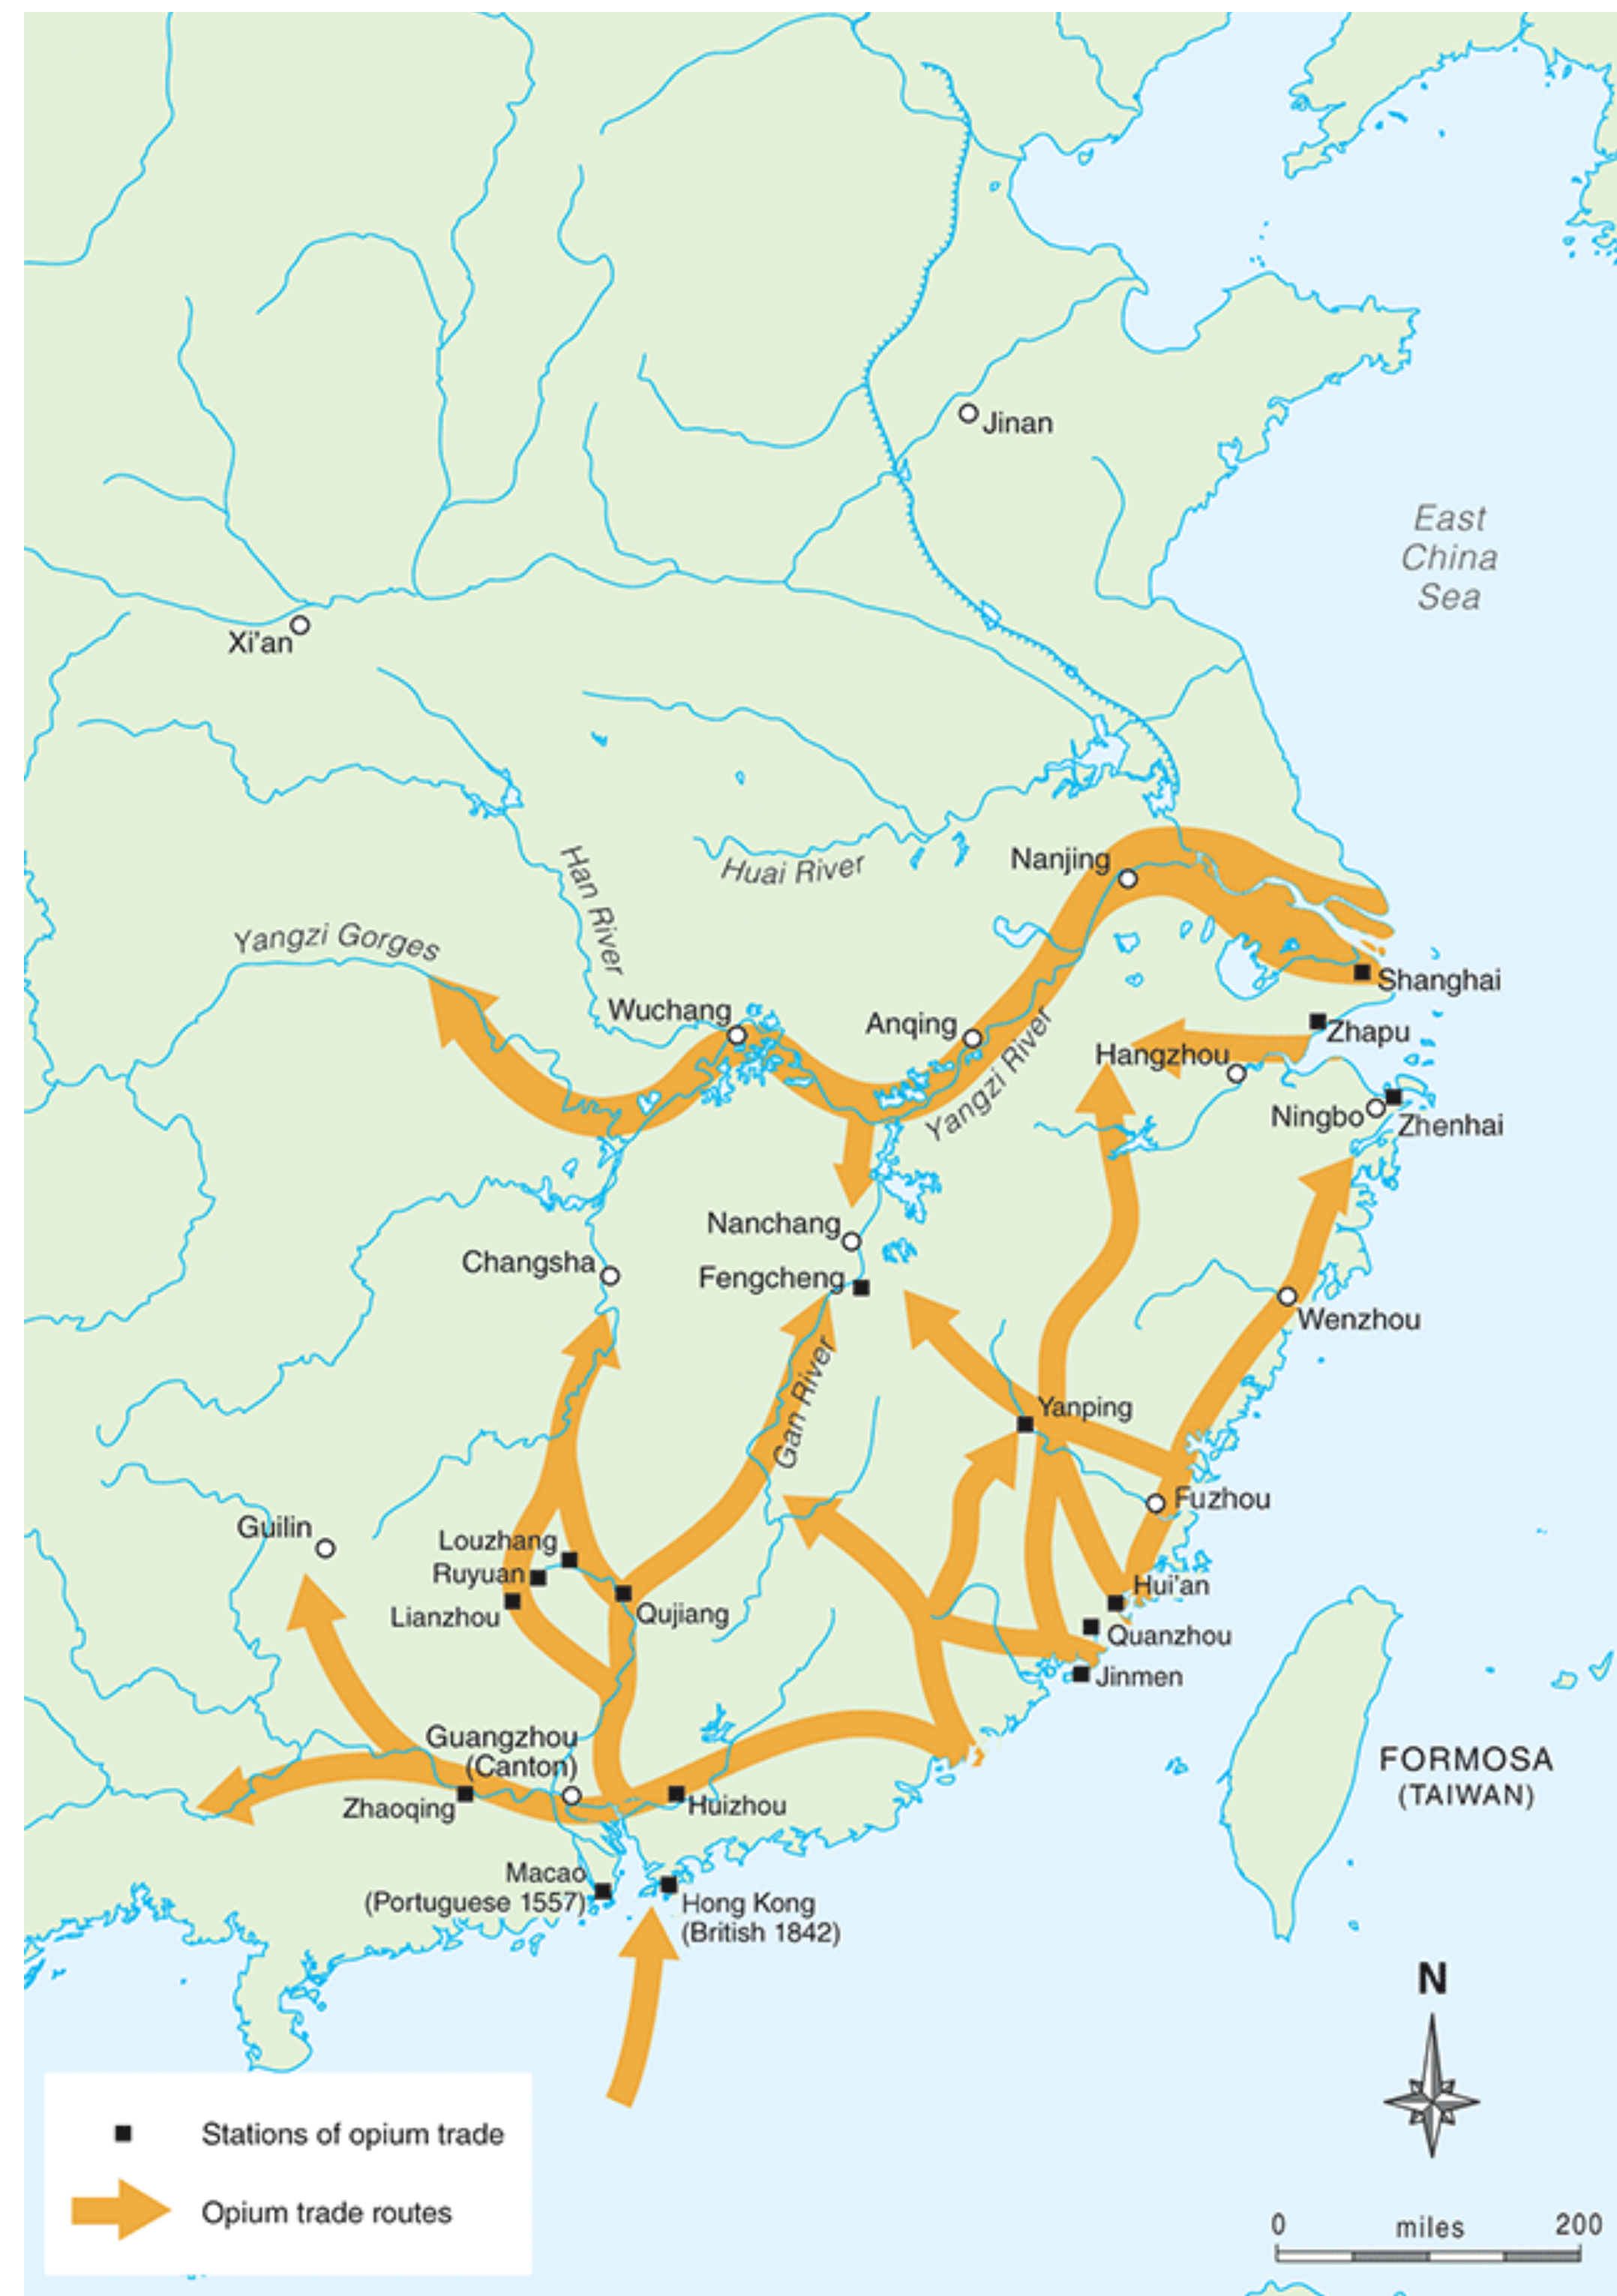 Jinan
East
China
Sea
Xi'an
Nanjing
Huai River
Han River
Yangzi Gorges
Shanghai
Wuchang
Anqing
Zhapu
Yangzi River
Hangzhou
Ningbo
Zhenhai
Nanchang
Changsha
Fengcheng
Wenzhou
Gan River
Yanping
Fuzhou
Guilin
Louzhang
Ruyuan
Lianzhou
Qujiang
Hui'an
Quanzhou
Jinmen
Guangzhou
(Canton)
Zhaoqing
Huizhou
FORMOSA
(TAIWAN)
Macao
(Portuguese 1557)
Hong Kong
(British 1842)
N
Stations of opium trade
Opium trade routes
0 miles 200